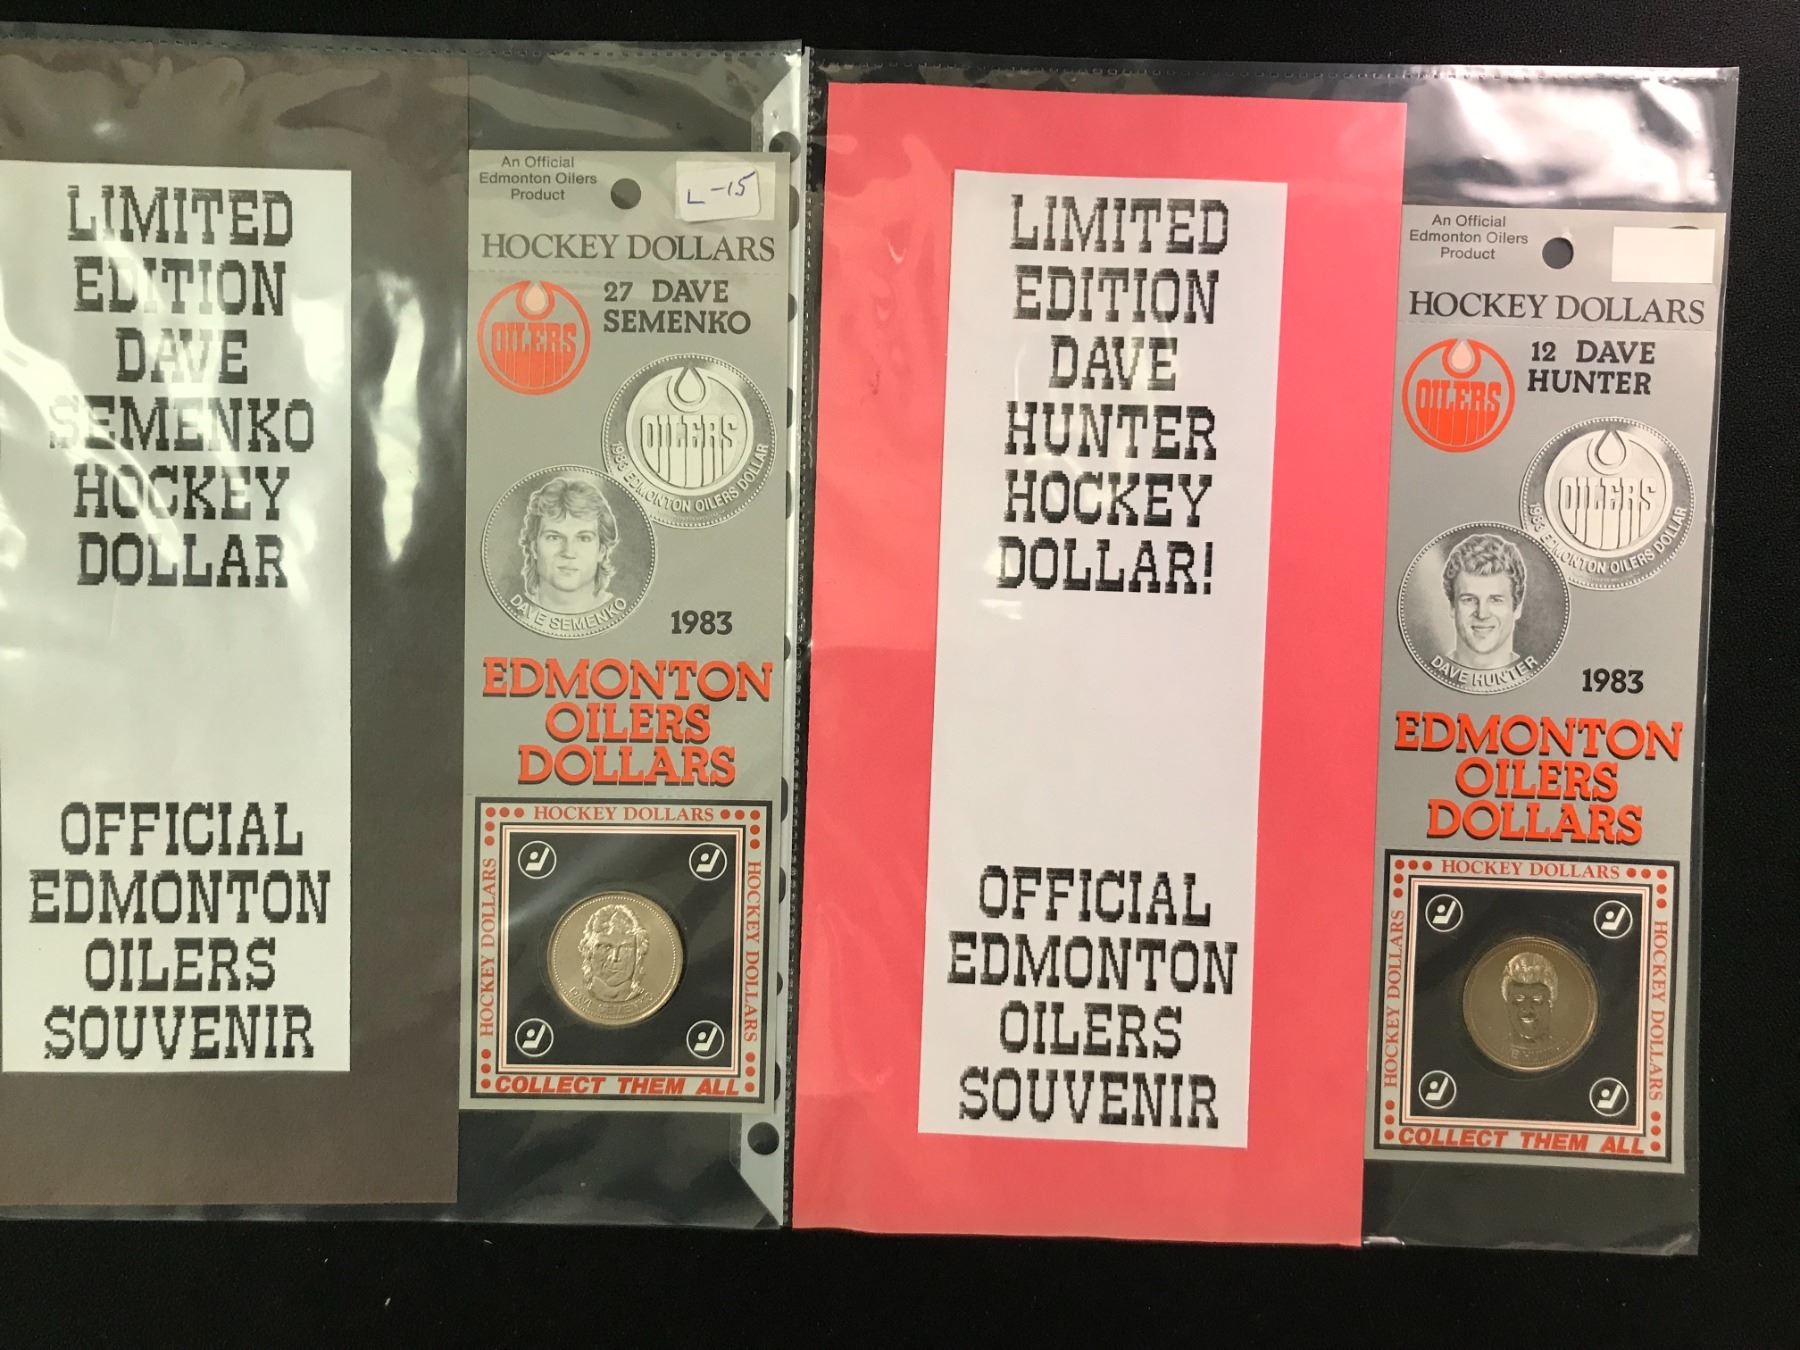 LIMITED
EDITION
DAVE
SEMENKO
HOCKEY
DOLLAR
OFFICIAL
EDMONTON
OILERS
SOUVENIR
An Official
Edmonton Oilers
Product
L-15
HOCKEY DOLLARS
OILERS
27 DAVE
SEMENKO
OILERS
1983 EDMONTON OILERS DOLLAR
DAVE SEMENKO
1983
EDMONTON
OILERS
DOLLARS
HOCKEY DOLLARS
HOCKEY DOLLARS
HOCKEY DOLLARS
DAVE SEMENKO
COLLECT THEM ALL
LIMITED
EDITION
DAVE
HUNTER
HOCKEY
DOLLAR!
OFFICIAL
EDMONTON
OILERS
SOUVENIR
An Official
Edmonton Oilers
Product
HOCKEY DOLLARS
OILERS
12 DAVE
HUNTER
OILERS
1983 EDMONTON OILERS DOLLAR
DAVE HUNTER
1983
EDMONTON
OILERS
DOLLARS
HOCKEY DOLLARS
HOCKEY DOLLARS
HOCKEY DOLLARS
COLLECT THEM ALL